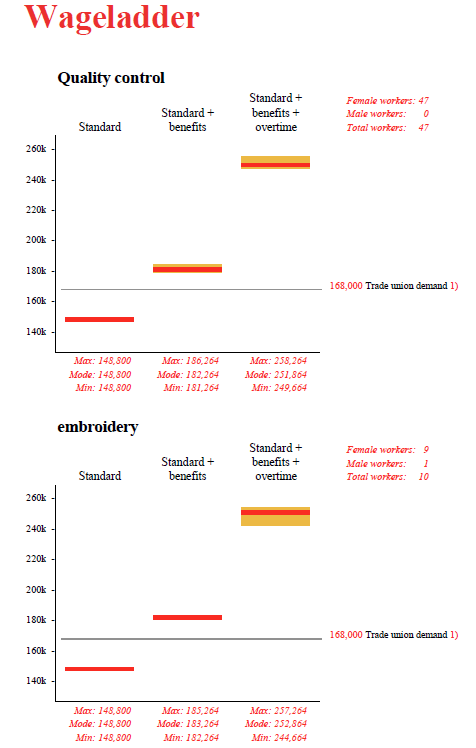 Wageladder
Quality control
Standard
Standard +
benefits
Standard +
benefits +
overtime
Female workers: 47
Male workers: 0
Total workers: 47
260k
240k
220k
200k
180k
160k
140k
168,000 Trade union demand 1)
Max: 148,800
Mode: 148,800
Min: 148,800
Max: 186,264
Mode: 182,264
Min: 181,264
Max: 258,264
Mode: 251,864
Min: 249,664
embroidery
Standard
Standard +
benefits
Standard +
benefits +
overtime
Female workers: 9
Male workers: 1
Total workers: 10
260k
240k
220k
200k
180k
160k
140k
168,000 Trade union demand 1)
Max: 148,800
Mode: 148,800
Min: 148,800
Max: 185,264
Mode: 183,264
Min: 182,264
Max: 257,264
Mode: 252,864
Min: 244,664